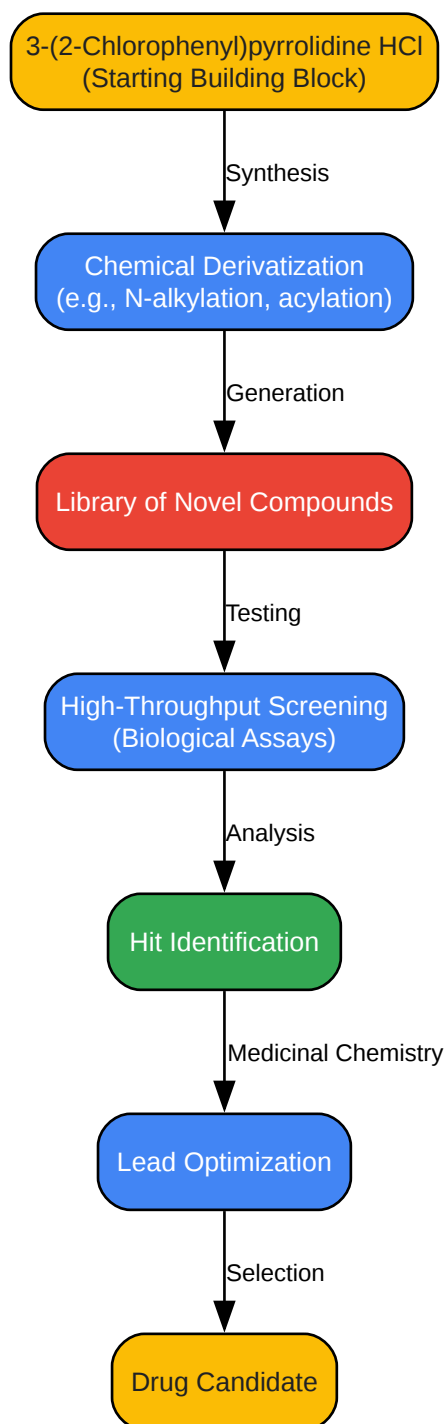 3-(2-Chlorophenyl)pyrrolidine HCl
(Starting Building Block)
Synthesis
Chemical Derivatization
(e.g., N-alkylation, acylation)
Generation
Library of Novel Compounds
Testing
High-Throughput Screening
(Biological Assays)
Analysis
Hit Identification
Medicinal Chemistry
Lead Optimization
Selection
Drug Candidate